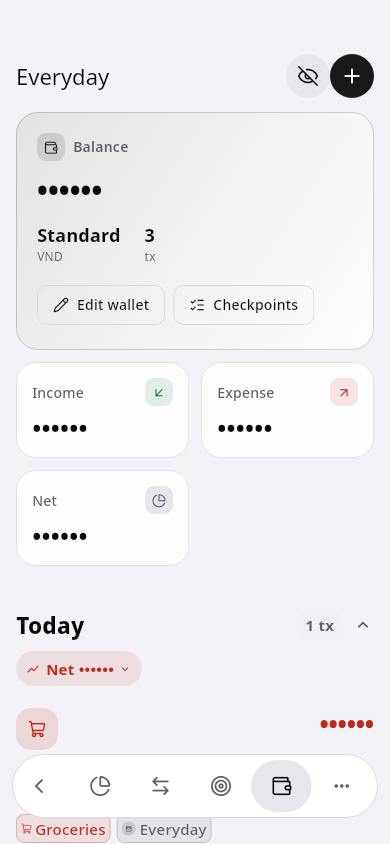 Everyday
Balance
••••••
Standard 3
VND tx
Edit wallet Checkpoints
Income Expense
•••••• ••••••
Net
••••••
Today 1 tx
Net ••••••
••••••
Groceries Everyday